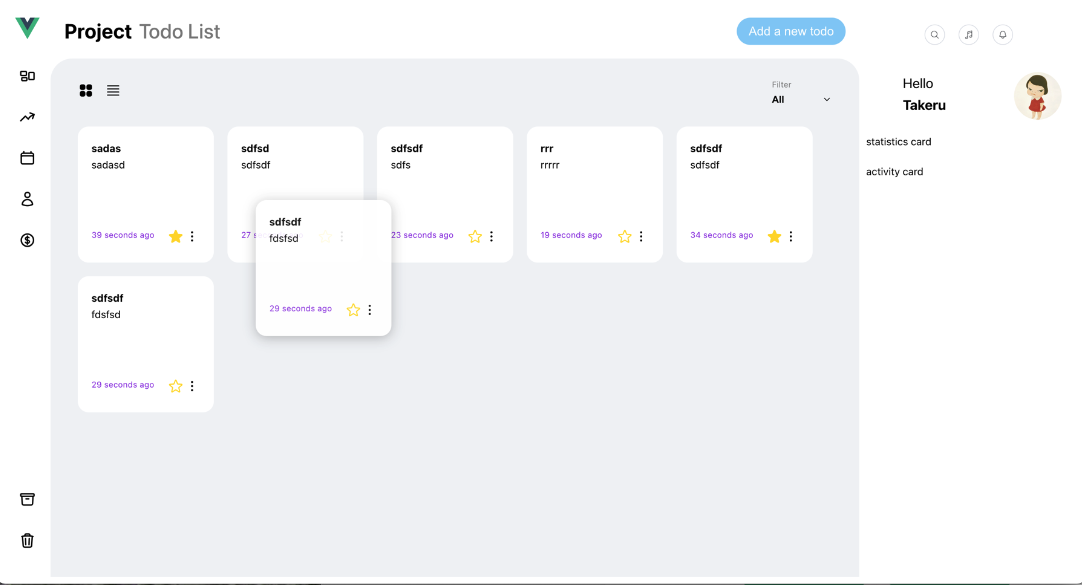 Project Todo List
Add a new todo
Hello
Takeru
statistics card
activity card
Filter
All
sadas
sadasd
39 seconds ago
sdfsd
sdfsdf
27 s
sdfsdf
sdfs
23 seconds ago
rrr
rrrrr
19 seconds ago
sdfsdf
sdfsdf
34 seconds ago
sdfsdf
fdsfsd
29 seconds ago
sdfsdf
fdsfsd
29 seconds ago